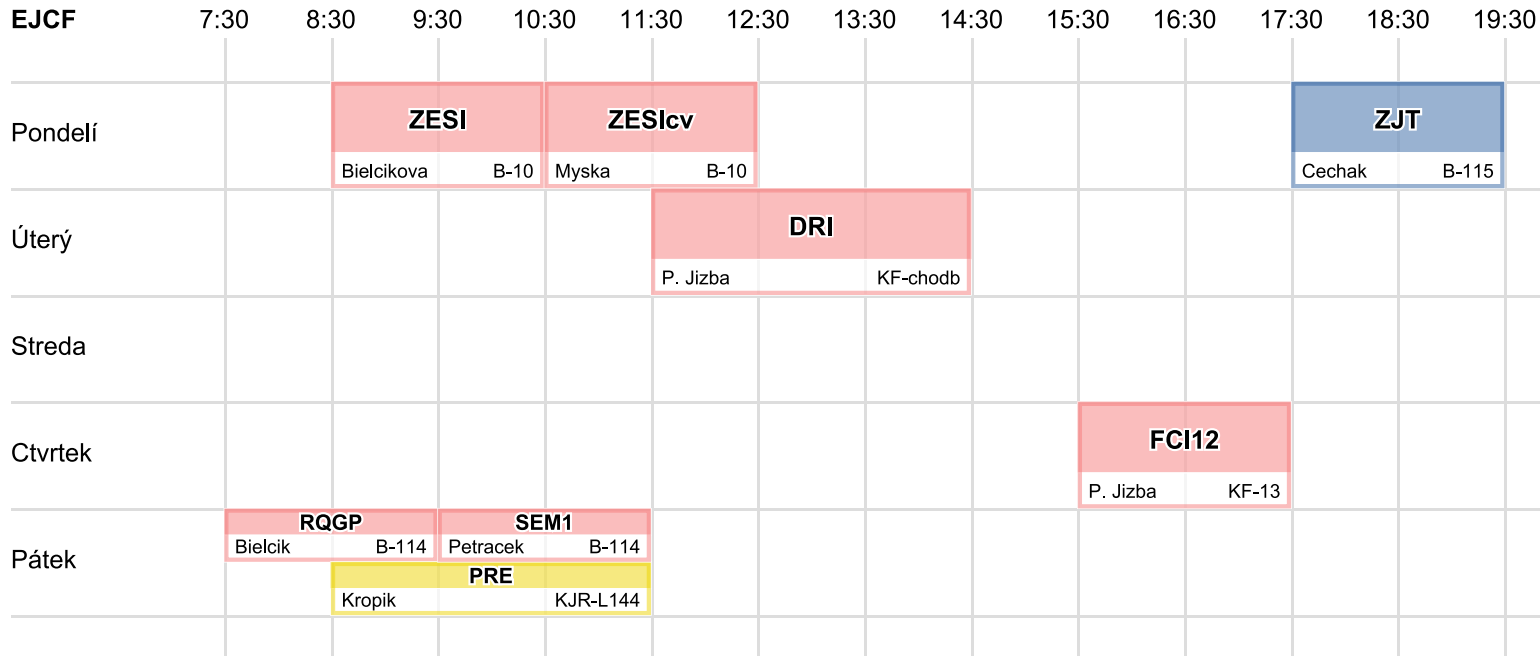 EJCF 7:30 8:30 9:30 10:30 11:30 12:30 13:30 14:30 15:30 16:30 17:30 18:30 19:30
Pondelí
ZESI
Bielcikova B-10
ZESIcv
Myska B-10
ZJT
Cechak B-115
Úterý
DRI
P. Jizba KF-chodb
Streda
Ctvrtek
FCI12
P. Jizba KF-13
Pátek
RQGP
Bielcik B-114
SEM1
Petracek B-114
PRE
Kropik KJR-L144